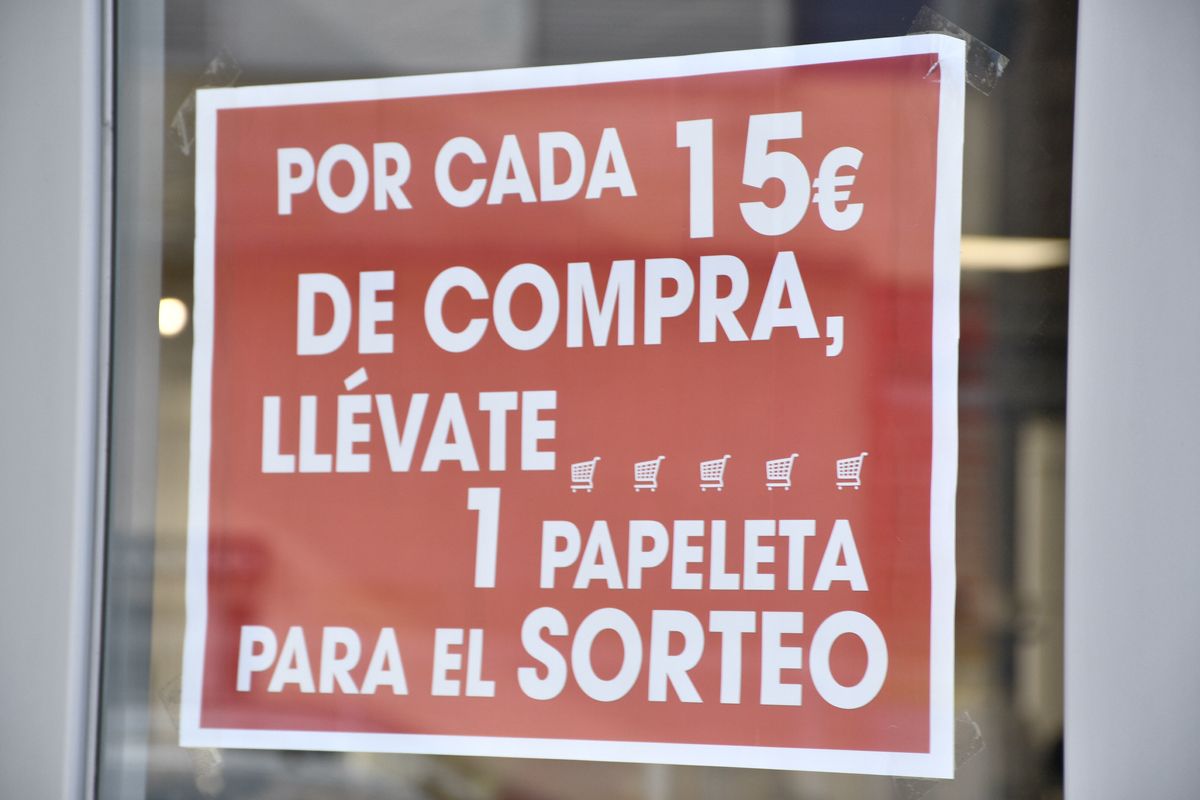 POR CADA 15€
DE COMPRA,
LLÉVATE
1 PAPELETA
PARA EL SORTEO